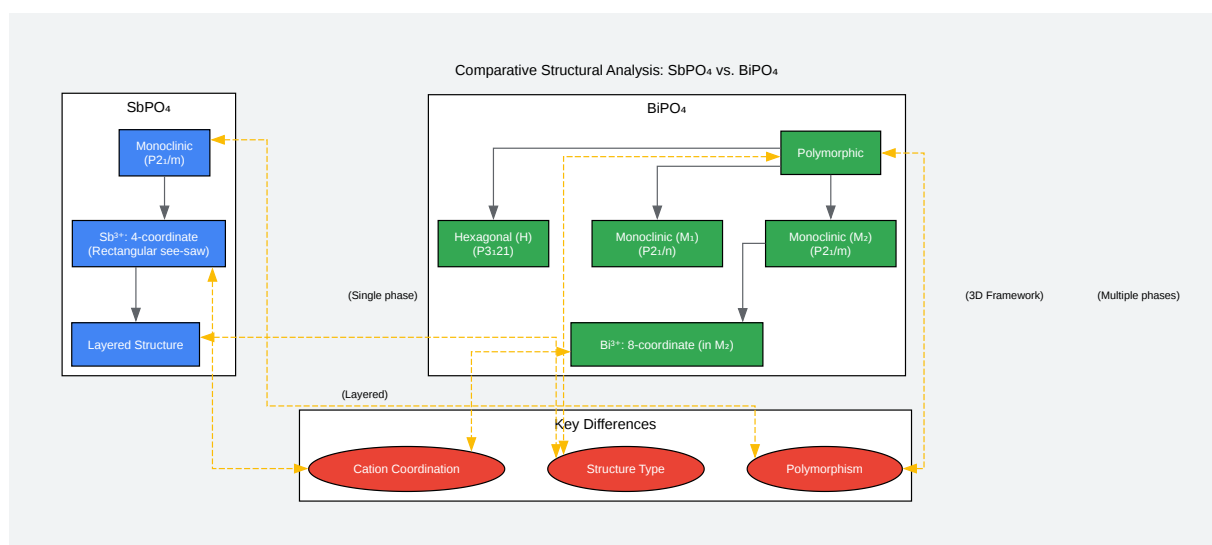 Comparative Structural Analysis: SbPO₄ vs. BiPO₄
SbPO₄
Monoclinic
(P2₁/m)
Sb³⁺: 4-coordinate
(Rectangular see-saw)
Layered Structure
BiPO₄
Polymorphic
Hexagonal (H)
(P3₁21)
Monoclinic (M₁)
(P2₁/n)
Monoclinic (M₂)
(P2₁/m)
Bi³⁺: 8-coordinate (in M₂)
(Single phase)
(3D Framework)
(Multiple phases)
(Layered)
Key Differences
Cation Coordination
Structure Type
Polymorphism